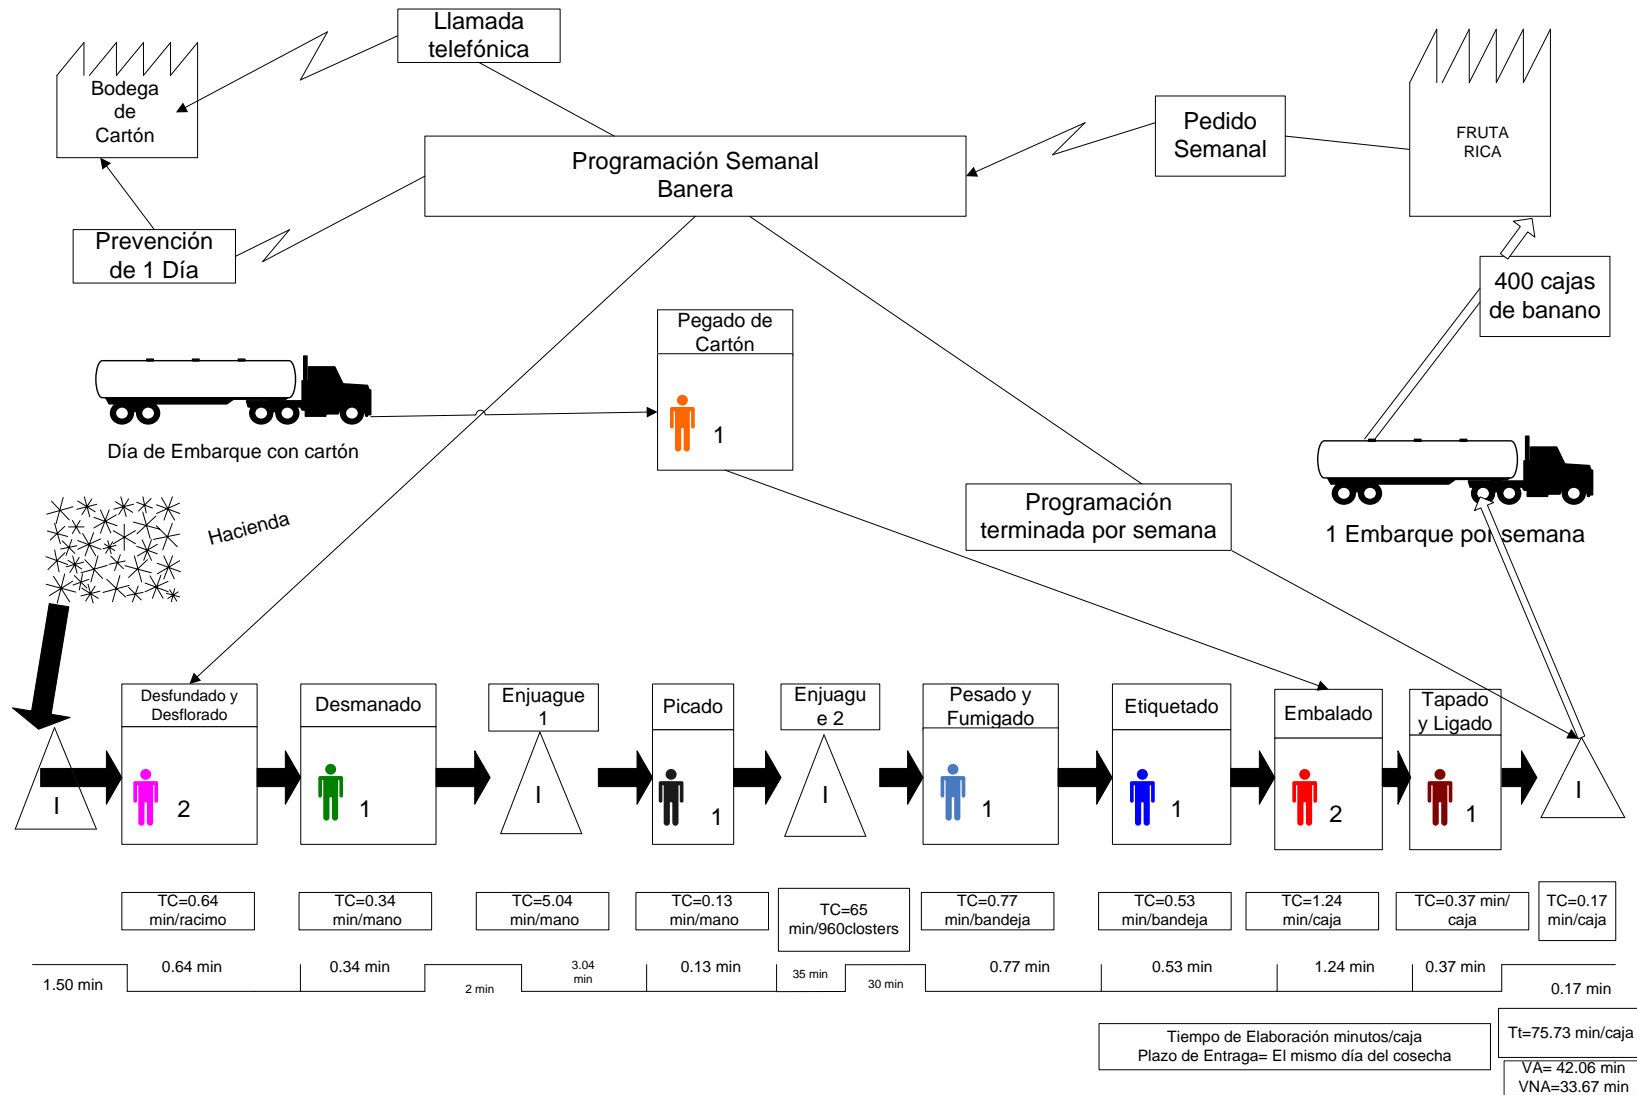 Llamada
telefónica
Bodega
de
Cartón
Pedido
Semanal
FRUTA
RICA
Programación Semanal
Banera
Prevención
de 1 Día
400 cajas
de banano
Pegado de
Cartón
1
Día de Embarque con cartón
Hacienda
Programación
terminada por semana
1 Embarque por semana
Desfundado y
Desflorado
Desmanado
Enjuague
1
Picado
Enjuagu
e 2
Pesado y
Fumigado
Etiquetado
Embalado
Tapado
y Ligado
I
2
1
I
1
I
1
1
2
1
I
TC=0.64
min/racimo
TC=0.34
min/mano
TC=5.04
min/mano
TC=0.13
min/mano
TC=65
min/960closters
TC=0.77
min/bandeja
TC=0.53
min/bandeja
TC=1.24
min/caja
TC=0.37 min/
caja
TC=0.17
min/caja
1.50 min
0.64 min
0.34 min
2 min
3.04
min
0.13 min
35 min
30 min
0.77 min
0.53 min
1.24 min
0.37 min
0.17 min
Tiempo de Elaboración minutos/caja
Plazo de Entraga= El mismo día del cosecha
Tt=75.73 min/caja
VA= 42.06 min
VNA=33.67 min